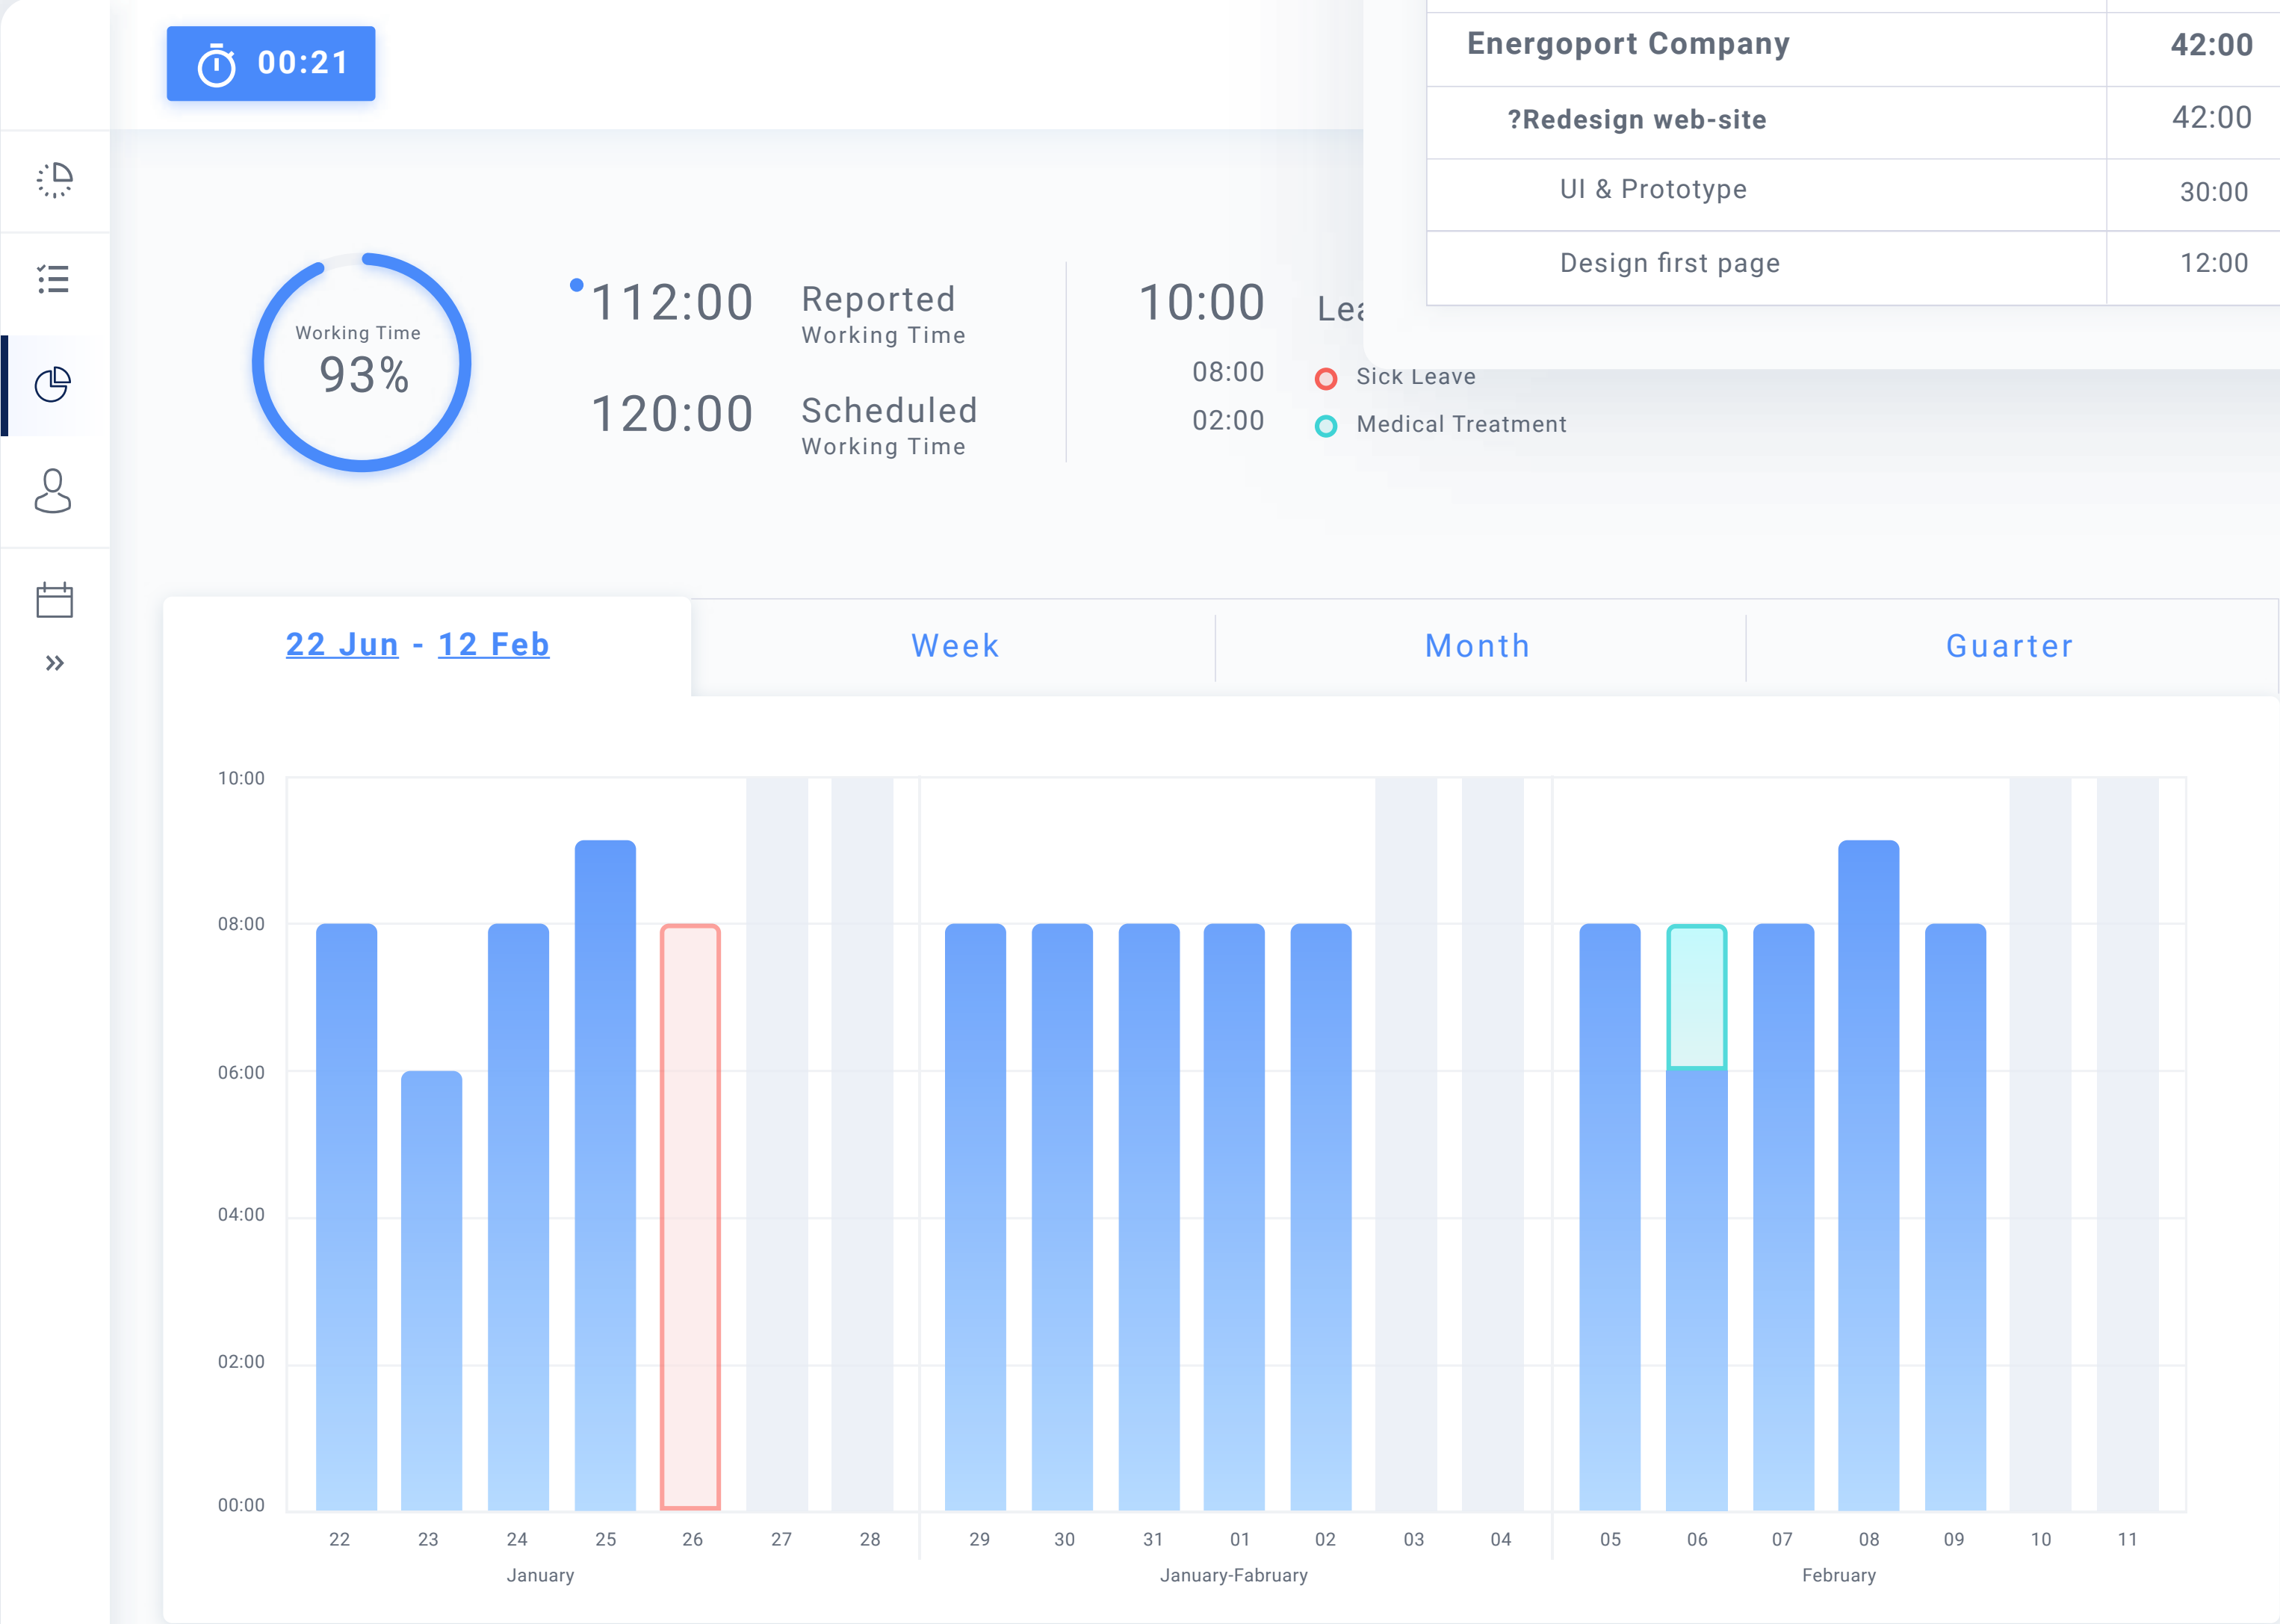 00:21
Energoport Company 42:00
?Redesign web-site 42:00
UI & Prototype 30:00
Design first page 12:00
Working Time
93%
112:00 Reported
Working Time
120:00 Scheduled
Working Time
10:00
08:00 Sick Leave
02:00 Medical Treatment
22 Jun - 12 Feb Week Month Guarter
10:00
08:00
06:00
04:00
02:00
00:00
22 23 24 25 26 27 28 29 30 31 01 02 03 04 05 06 07 08 09 10 11
January January-Fabruary February